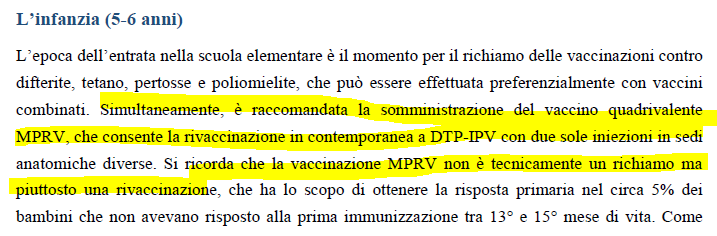 L’infanzia (5-6 anni)
L’epoca dell’entrata nella scuola elementare è il momento per il richiamo delle vaccinazioni contro
difterite, tetano, pertosse e poliomielite, che può essere effettuata preferenzialmente con vaccini
combinati. Simultaneamente, è raccomandata la somministrazione del vaccino quadrivalente
MPRV, che consente la rivaccinazione in contemporanea a DTP-IPV con due sole iniezioni in sedi
anatomiche diverse. Si ricorda che la vaccinazione MPRV non è tecnicamente un richiamo ma
piuttosto una rivaccinazione, che ha lo scopo di ottenere la risposta primaria nel circa 5% dei
bambini che non avevano risposto alla prima immunizzazione tra 13° e 15° mese di vita. Come